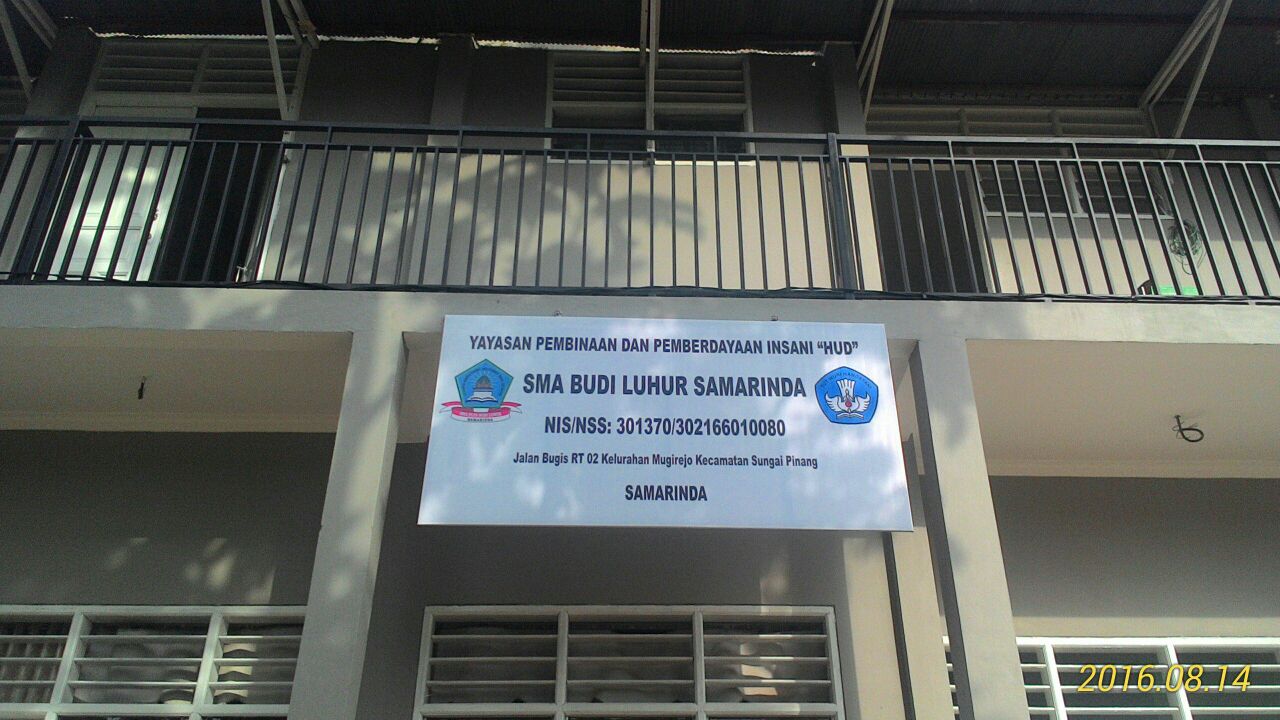 YAYASAN PEMBINAAN DAN PEMBERDAYAAN INSANI “HUD”
SMA BUDI LUHUR SAMARINDA
NIS/NSS: 301370/302166010080
Jalan Bugis RT 02 Kelurahan Mugirejo Kecamatan Sungai Pinang
SAMARINDA
2016.08.14